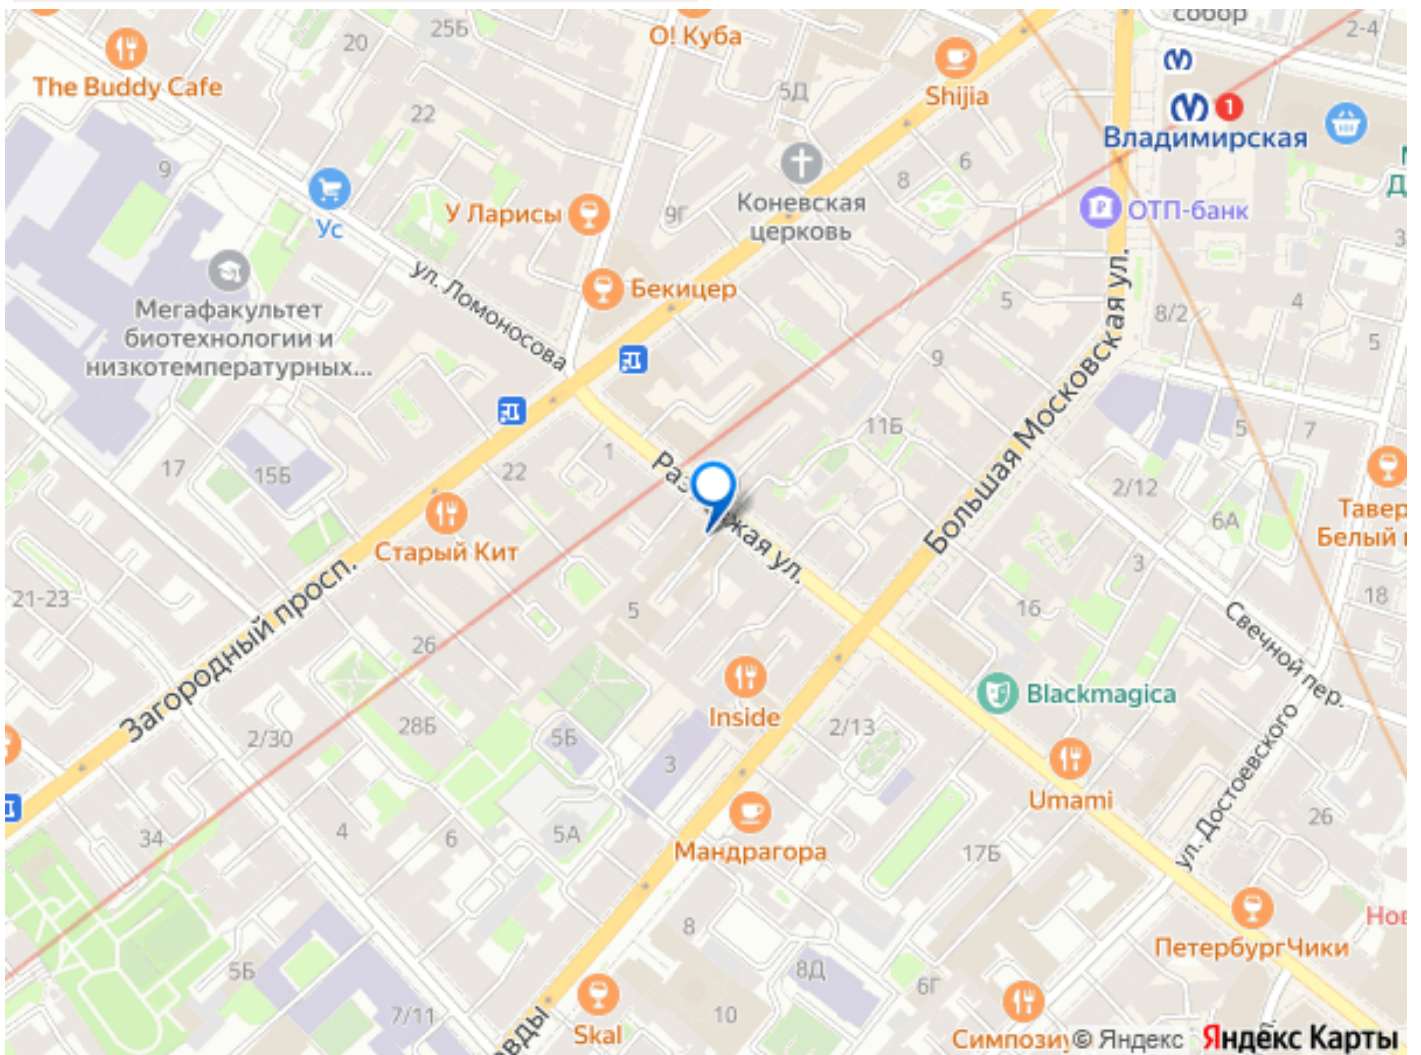 собор
2-4
25Б
20
О! Куба
The Buddy Cafe
Shijia
5Д
1
Владимирская
22
9
6
8
Ус
У Ларисы
9Г
Коневская
церковь
ОТП-банк
3
ул. Ломоносова
Бекицер
Мегафакультет
биотехнологии и
низкотемпературных...
5
8/2
4
5
9
Большая Московская ул.
11Б
5
7
17
15Б
22
1
2/12
6А
Старый Кит
Загородный просп.
21-23
26
5
3
16
18
Свечной пер.
Inside
Blackmagica
2/13
28Б
2/30
5Б
3
Umami
ул. Достоевского
26
34
4
6
5А
Мандрагора
17Б
8
ПетербургЧики
5Б
8Д
6Г
7/11
10
Skal
© Яндекс
Яндекс Карты